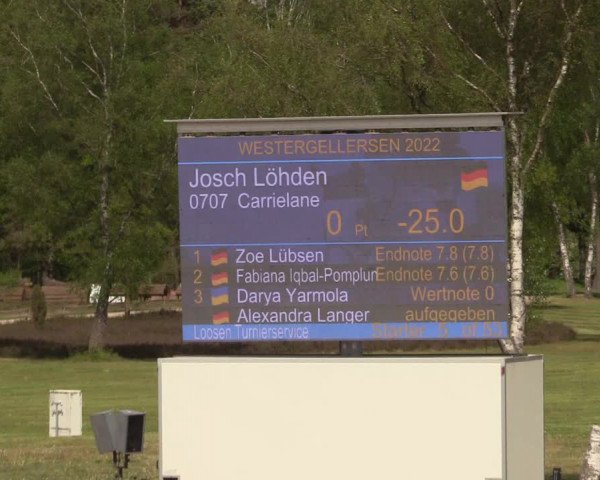 WESTERGELLERSEN 2022
Josch Löhden
0707 Carrielane
0 Pt -25.0
1 Zoe Lübsen Endnote 7.8 (7.8)
2 Fabiana Iqbal-Pomplun Endnote 7.6 (7.6)
3 Darya Yarmola Wertnote 0
Alexandra Langer aufgegeben
Lobsen Turnierservice